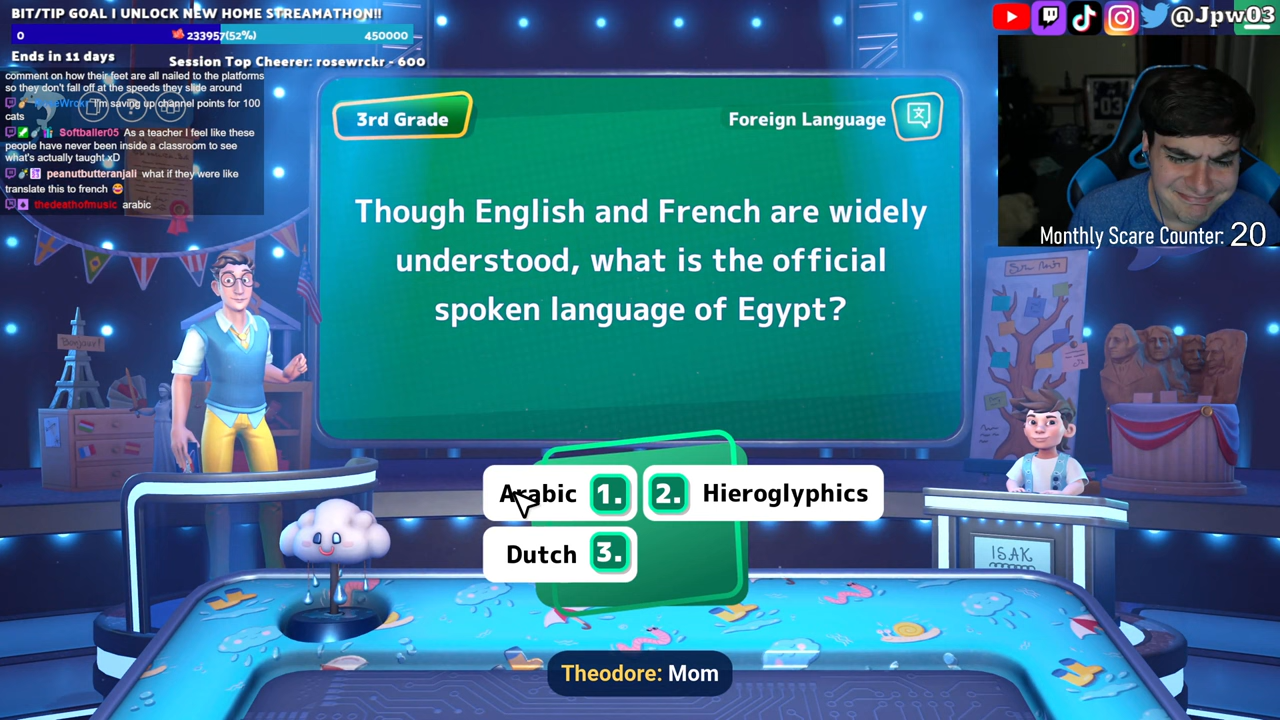 BIT/TIP GOAL I UNLOCK NEW HOME STREAMATHON!!
0 233957(52%) 450000
Ends in 11 days
Session Top Cheerer: rosewrckr - 600
@Jpw03
comment on how their feet are all nailed to the platforms
so they don't fall off at the speeds they slide around
I'm saving up channel points for 100
cats
Softballer05 As a teacher I feel like these
people have never been inside a classroom to see
what's actually taught xD
peanutbutteranjali what if they were like
translate this to french
thedeathofmusic arabic
Monthly Scare Counter: 20
3rd Grade
Foreign Language
Though English and French are widely
understood, what is the official
spoken language of Egypt?
Bonjour!
Arabic 1.
2. Hieroglyphics
Dutch 3.
ISAK
Theodore: Mom